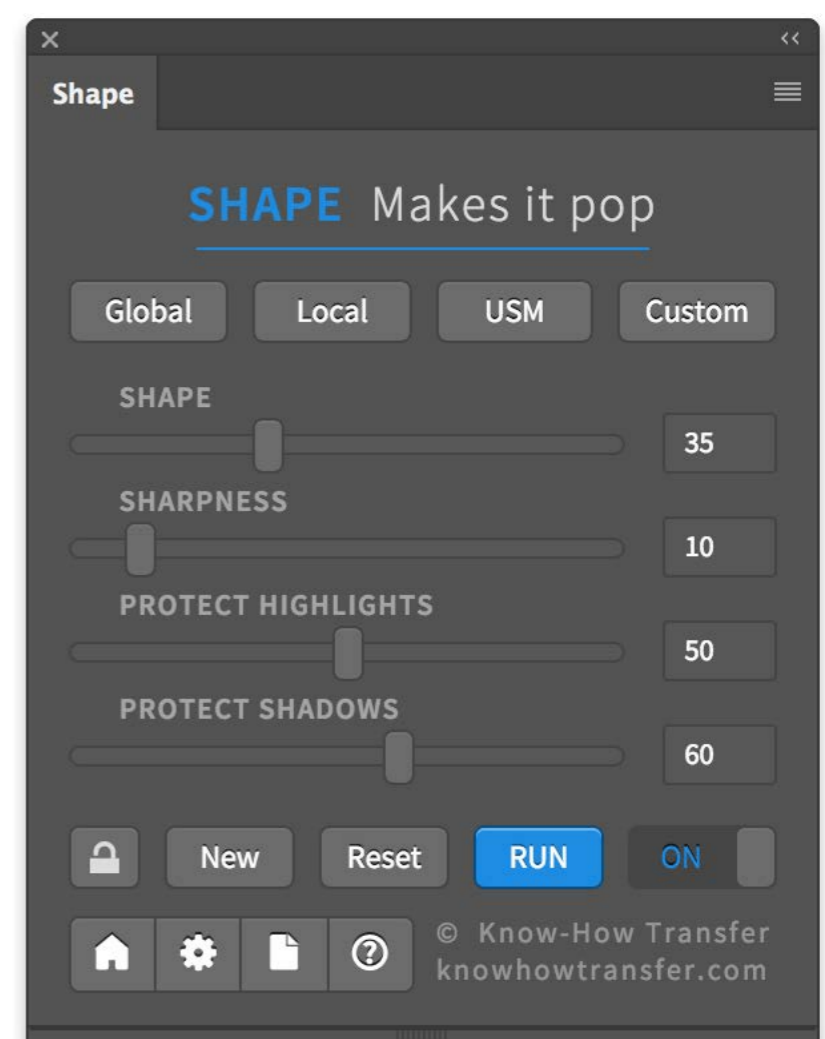 Shape
SHAPE Makes it pop
Global Local USM Custom
SHAPE
35
SHARPNESS
10
PROTECT HIGHLIGHTS
50
PROTECT SHADOWS
60
New Reset RUN ON
© Know-How Transfer
knowhowtransfer.com